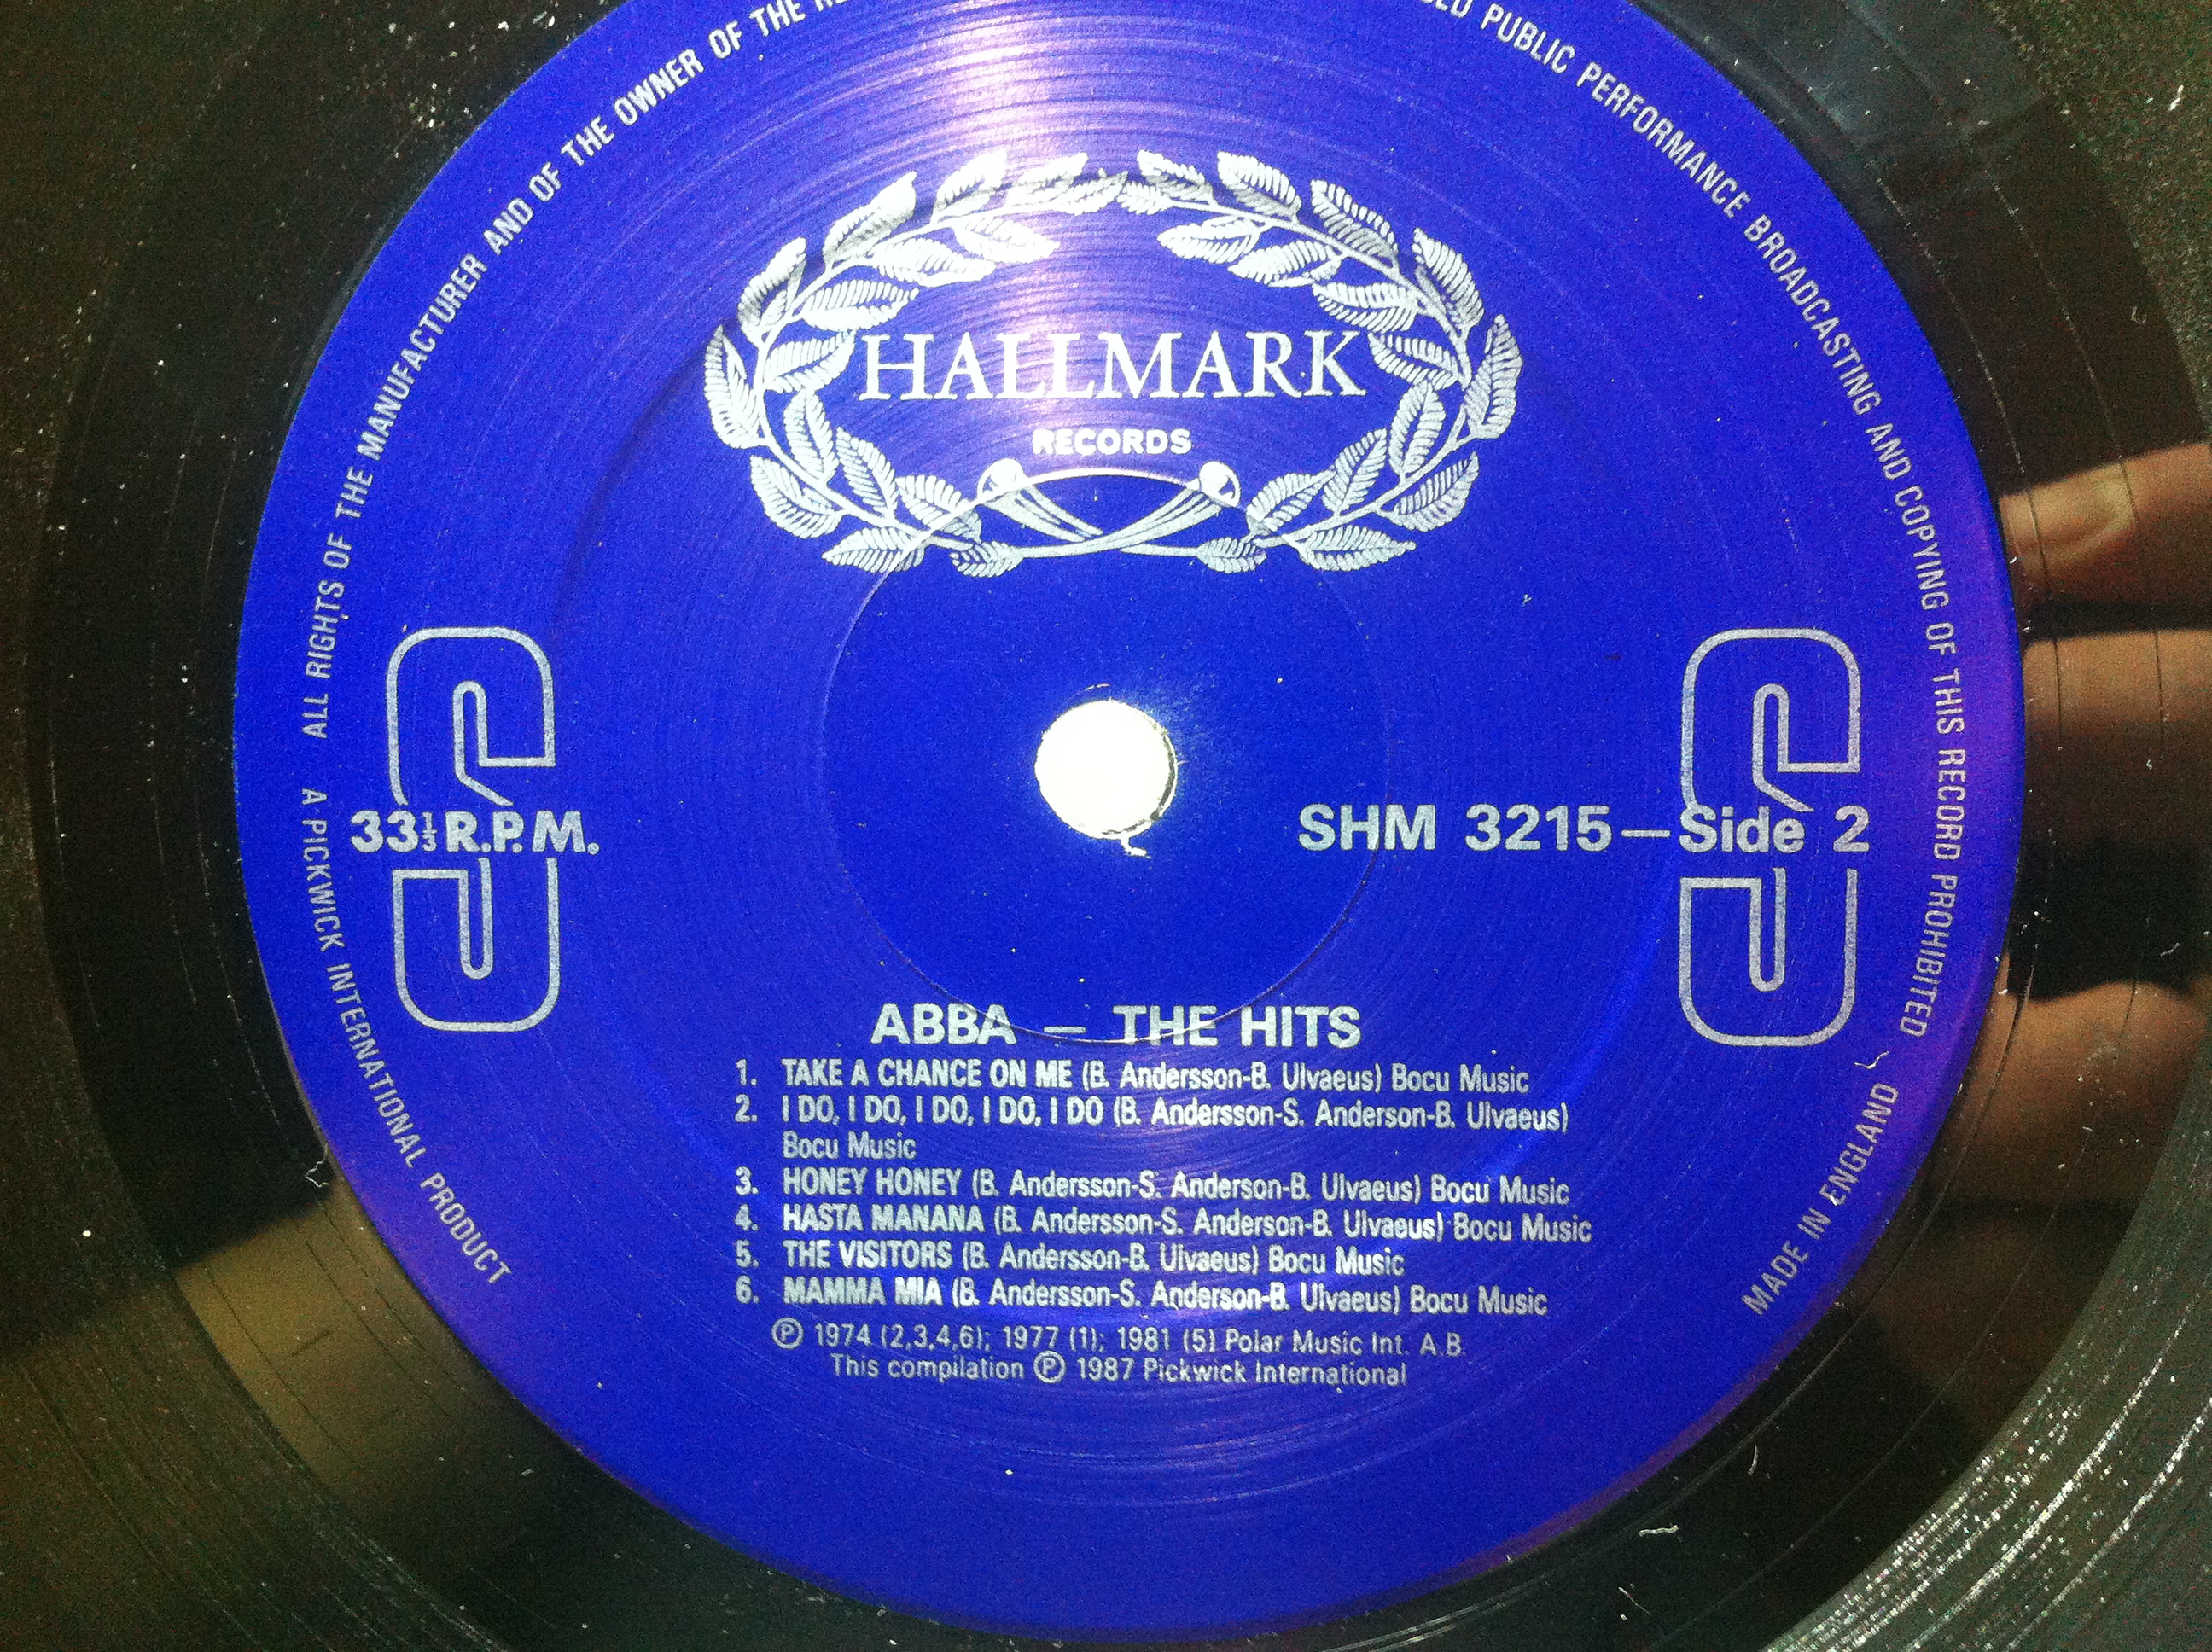 ALL RIGHTS OF THE MANUFACTURER AND OF THE OWNER OF THE
PUBLIC PERFORMANCE BROADCASTING AND COPYING OF THIS RECORD PROHIBITED
HALLMARK
RECORDS
S
S
33⅓ R.P.M.
SHM 3215—Side 2
ABBA — THE HITS
1. TAKE A CHANCE ON ME (B. Andersson-B. Ulvaeus) Bocu Music
2. I DO, I DO, I DO, I DO, I DO (B. Andersson-S. Anderson-B. Ulvaeus)
Bocu Music
3. HONEY HONEY (B. Andersson-S. Anderson-B. Ulvaeus) Bocu Music
4. HASTA MANANA (B. Andersson-S. Anderson-B. Ulvaeus) Bocu Music
5. THE VISITORS (B. Andersson-B. Ulvaeus) Bocu Music
6. MAMMA MIA (B. Andersson-S. Anderson-B. Ulvaeus) Bocu Music
℗ 1974 (2,3,4,6); 1977 (1); 1981 (5) Polar Music Int. A.B.
This compilation ℗ 1987 Pickwick International
A PICKWICK INTERNATIONAL PRODUCT
MADE IN ENGLAND